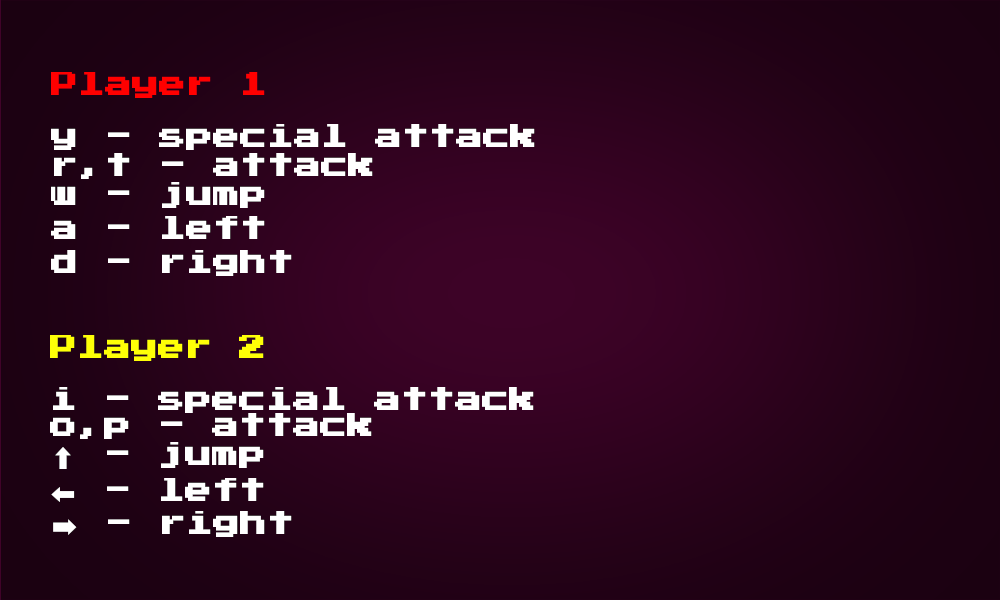 Player 1
y - special attack
r,t - attack
w - jump
a - left
d - right
Player 2
i - special attack
o,p - attack
↑ - jump
← - left
→ - right